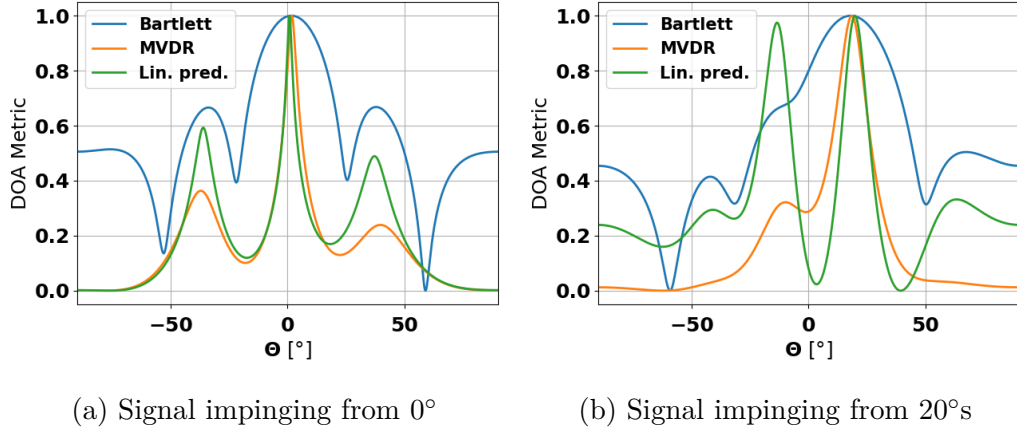 1.0
0.8
0.6
0.4
0.2
0.0
DOA Metric
Bartlett
MVDR
Lin. pred.
−50
0
50
Θ [°]
(a) Signal impinging from 0°
1.0
0.8
0.6
0.4
0.2
0.0
DOA Metric
Bartlett
MVDR
Lin. pred.
−50
0
50
Θ [°]
(b) Signal impinging from 20°s